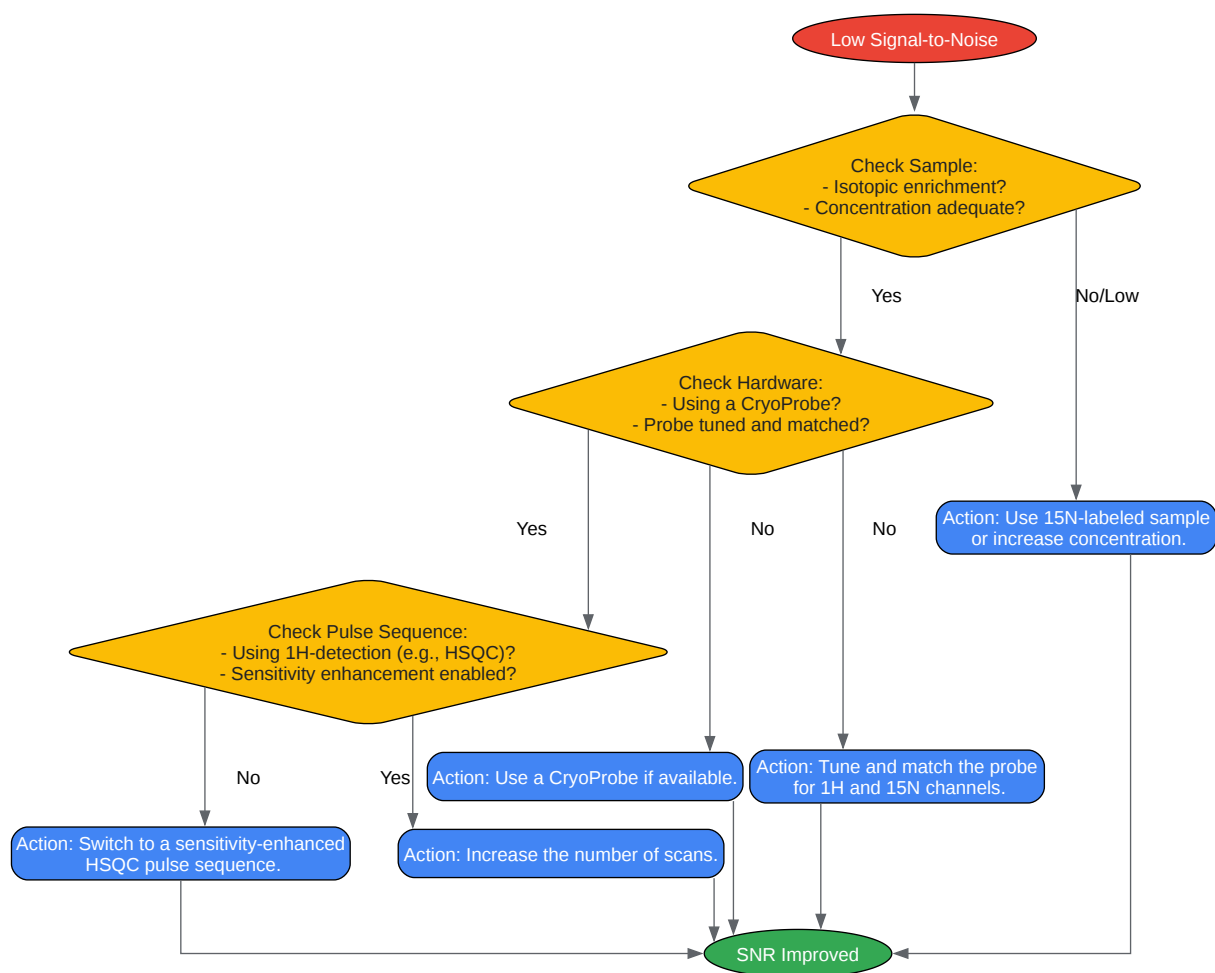 Low Signal-to-Noise
Check Sample:
- Isotopic enrichment?
- Concentration adequate?
Yes
No/Low
Check Hardware:
- Using a CryoProbe?
- Probe tuned and matched?
Yes
No
No
Action: Use 15N-labeled sample
or increase concentration.
Check Pulse Sequence:
- Using 1H-detection (e.g., HSQC)?
- Sensitivity enhancement enabled?
No
Yes
Action: Use a CryoProbe if available.
Action: Tune and match the probe
for 1H and 15N channels.
Action: Switch to a sensitivity-enhanced
HSQC pulse sequence.
Action: Increase the number of scans.
SNR Improved